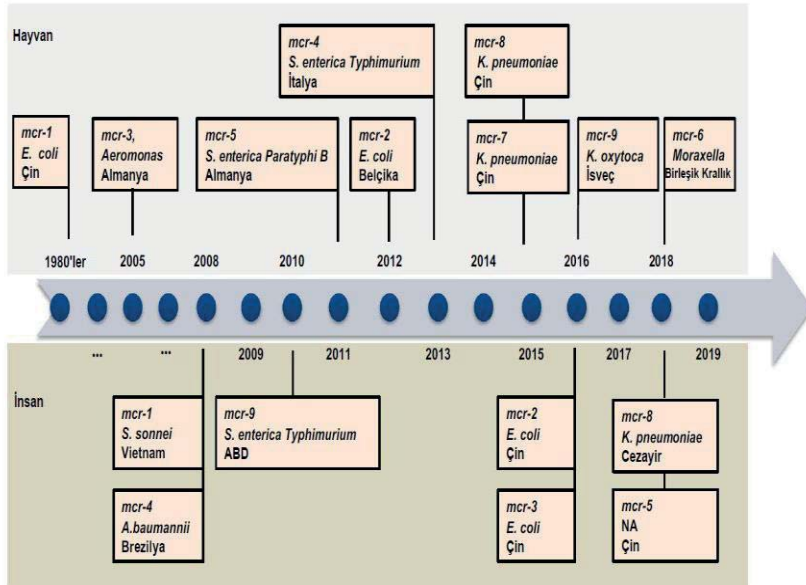 Hayvan
mcr-4
S. enterica Typhimurium
İtalya
mcr-8
K. pneumoniae
Çin
mcr-1
E. coli
Çin
mcr-3,
Aeromonas
Almanya
mcr-5
S. enterica Paratyphi B
Almanya
mcr-2
E. coli
Belçika
mcr-7
K. pneumoniae
Çin
mcr-9
K. oxytoca
İsveç
mcr-6
Moraxella
Birleşik Krallık
1980'ler 2005 2008 2010 2012 2014 2016 2018
... ... 2009 2011 2013 2015 2017 2019
İnsan
mcr-1
S. sonnei
Vietnam
mcr-9
S. enterica Typhimurium
ABD
mcr-2
E. coli
Çin
mcr-8
K. pneumoniae
Cezayir
mcr-4
A.baumannii
Brezilya
mcr-3
E. coli
Çin
mcr-5
NA
Çin